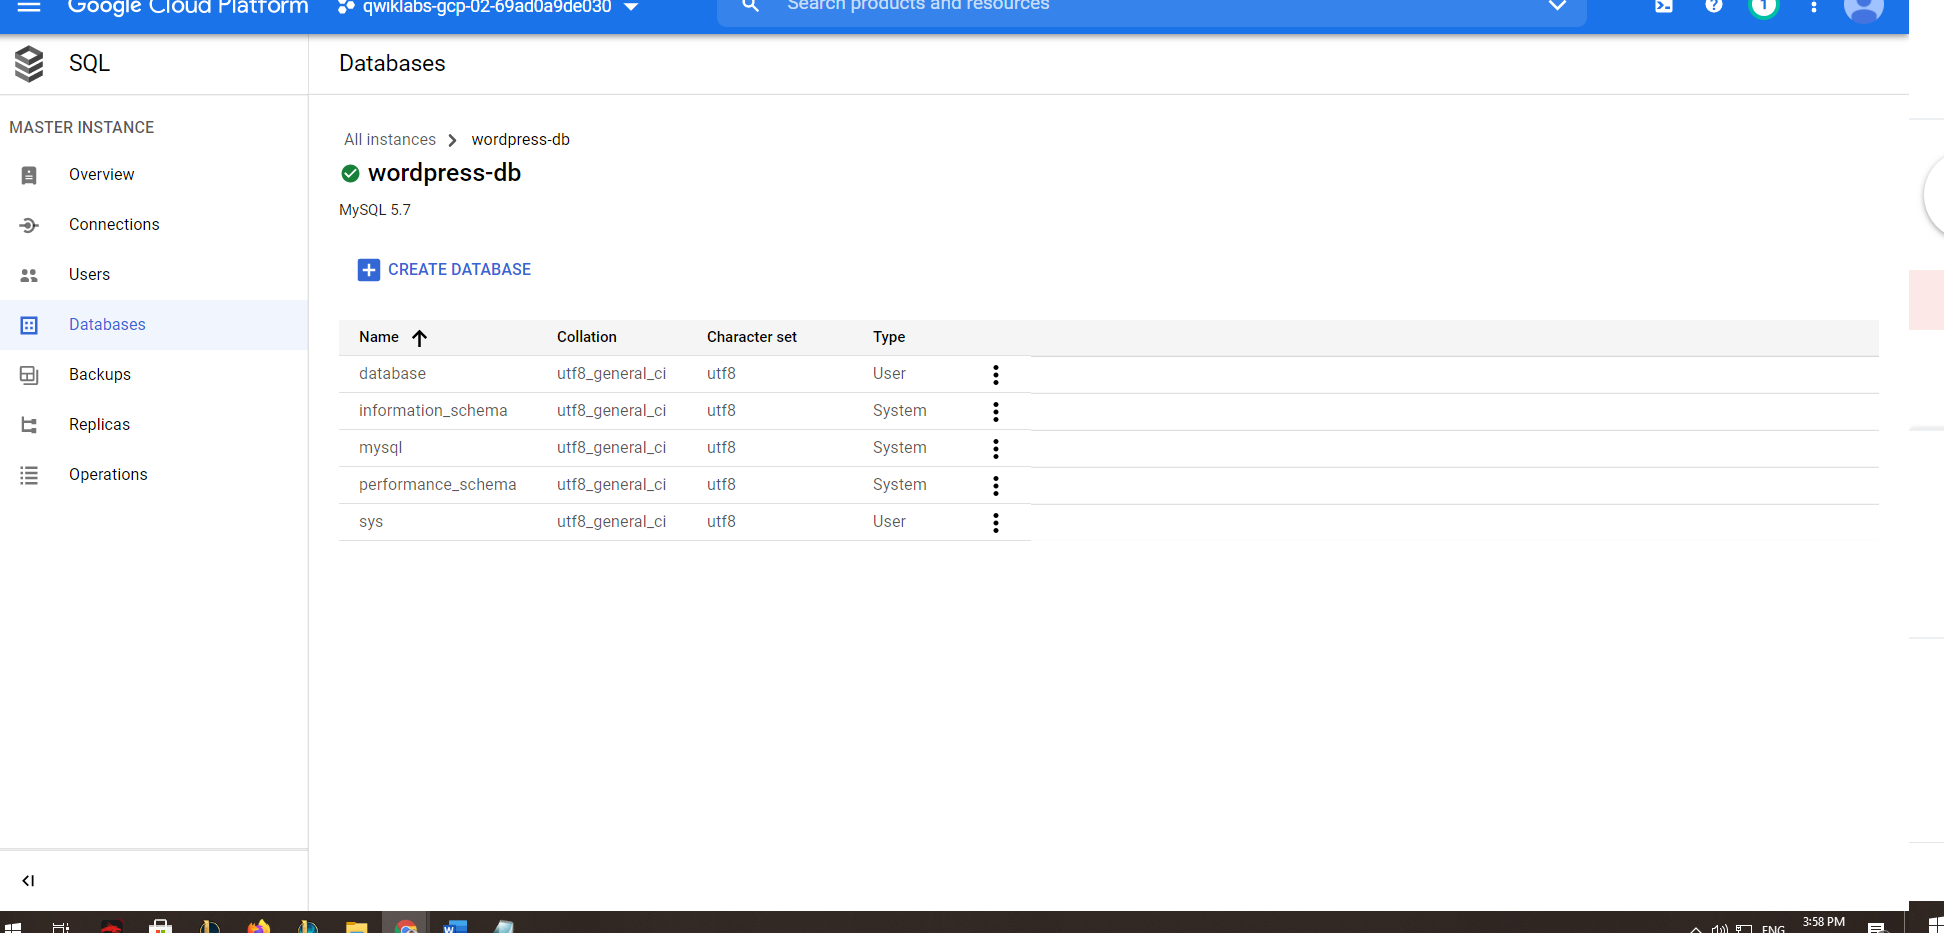 Google Cloud Platform qwiklabs-gcp-02-69ad0a9de030 Search products and resources ? 1
SQL
Databases
MASTER INSTANCE
Overview
Connections
Users
Databases
Backups
Replicas
Operations
All instances > wordpress-db
wordpress-db
MySQL 5.7
CREATE DATABASE
Name Collation Character set Type
database utf8_general_ci utf8 User
information_schema utf8_general_ci utf8 System
mysql utf8_general_ci utf8 System
performance_schema utf8_general_ci utf8 System
sys utf8_general_ci utf8 User
ENG 3:58 PM